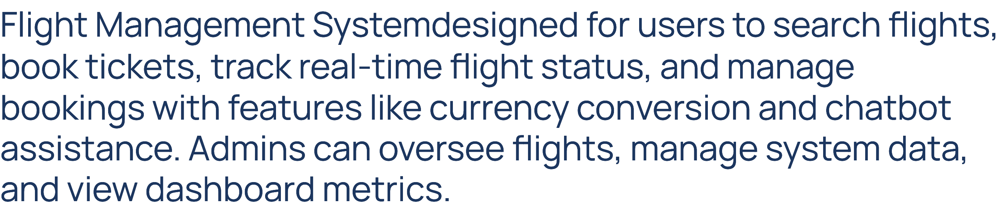 Flight Management Systemdesigned for users to search flights,
book tickets, track real-time flight status, and manage
bookings with features like currency conversion and chatbot
assistance. Admins can oversee flights, manage system data,
and view dashboard metrics.